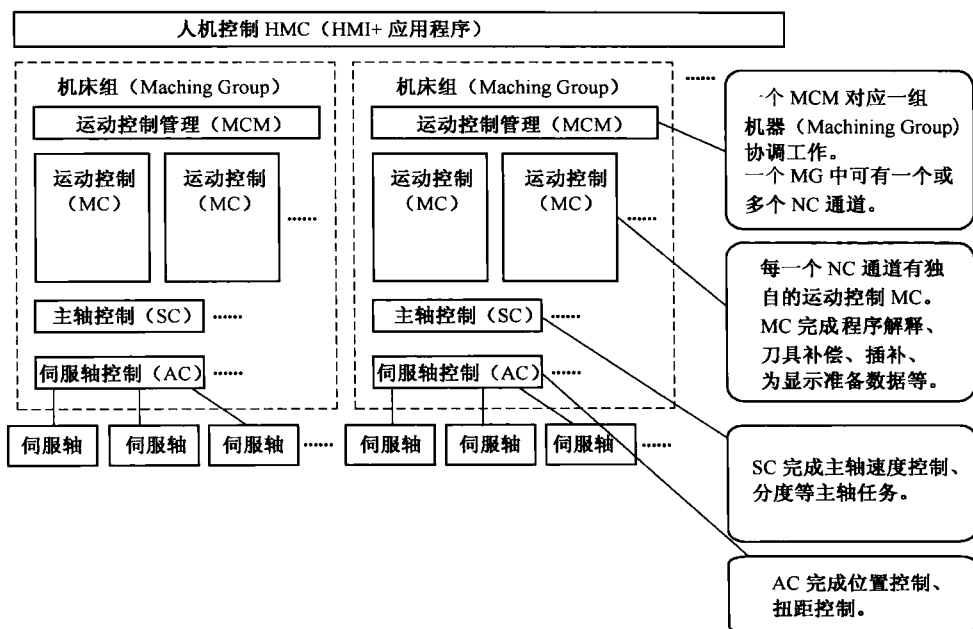 人机控制 HMC（HMI+ 应用程序）
机床组（Maching Group）
运动控制管理（MCM）
运动控制
（MC）
运动控制
（MC）
······
主轴控制（SC）
······
伺服轴控制（AC）
······
伺服轴
伺服轴
伺服轴
······
机床组（Maching Group）
运动控制管理（MCM）
运动控制
（MC）
运动控制
（MC）
······
主轴控制（SC）
······
伺服轴控制（AC）
······
伺服轴
伺服轴
伺服轴
······
······
一个 MCM 对应一组
机器（Machining Group）
协调工作。
一个 MG 中可有一个或
多个 NC 通道。
每一个 NC 通道有独
自的运动控制 MC。
MC 完成程序解释、
刀具补偿、插补、
为显示准备数据等。
SC 完成主轴速度控制、
分度等主轴任务。
AC 完成位置控制、
扭距控制。